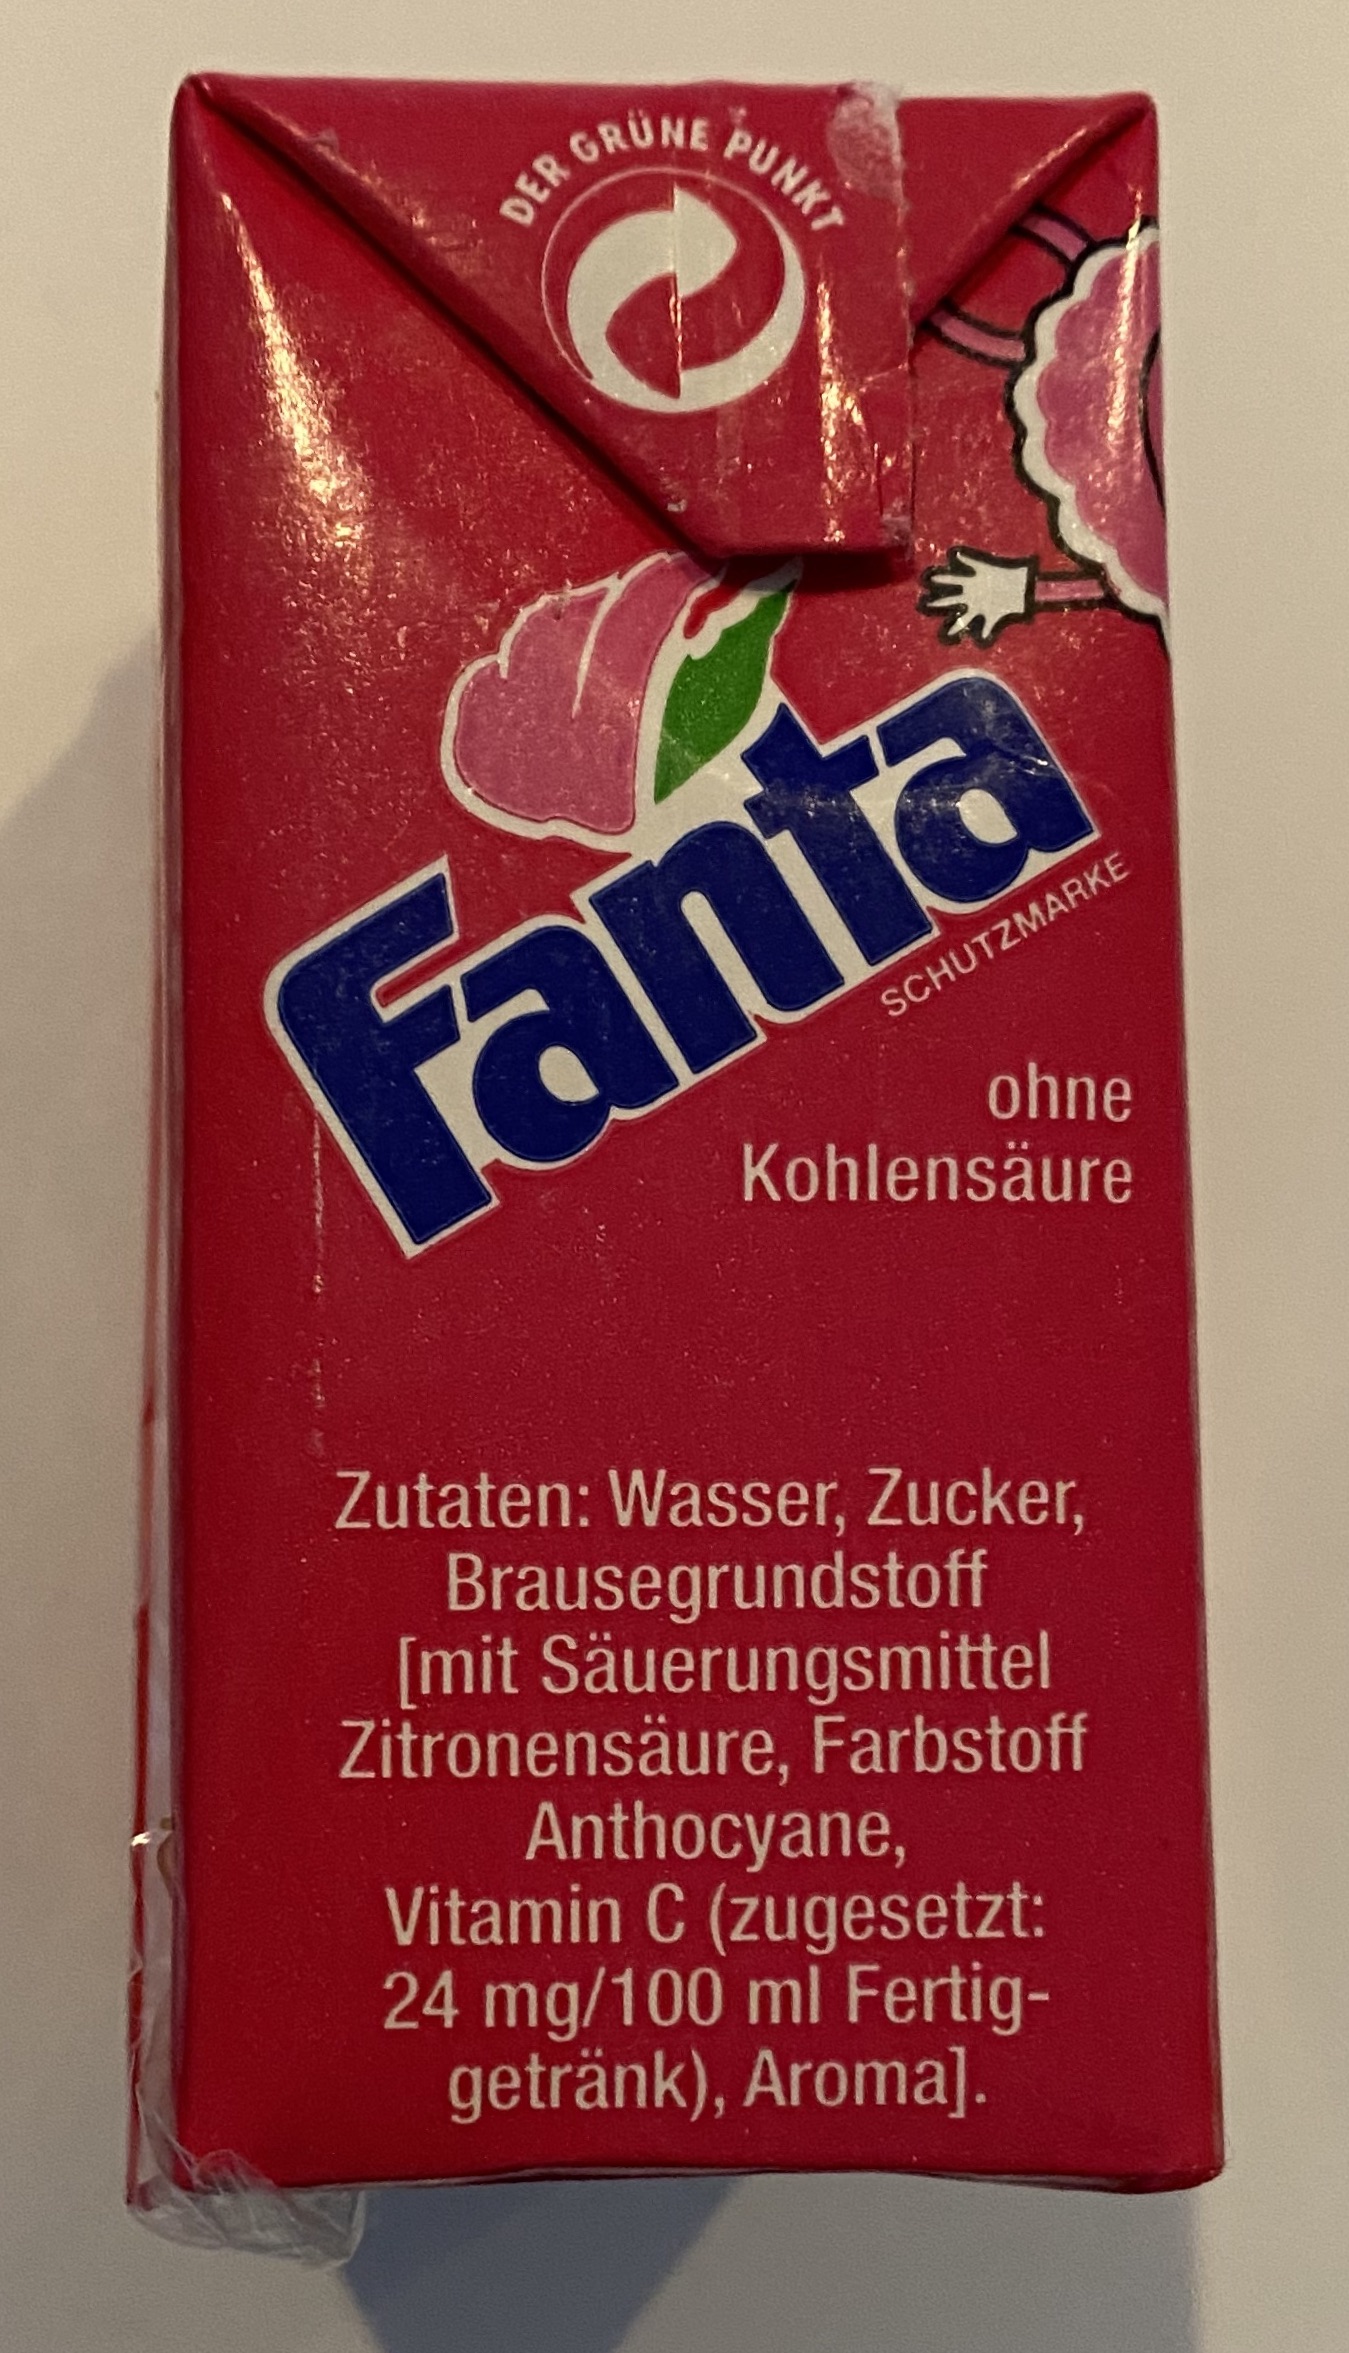 DER GRÜNE PUNKT
Fanta
SCHUTZMARKE
ohne
Kohlensäure
Zutaten: Wasser, Zucker,
Brausegrundstoff
[mit Säuerungsmittel
Zitronensäure, Farbstoff
Anthocyane,
Vitamin C (zugesetzt:
24 mg/100 ml Fertig-
getränk), Aroma].